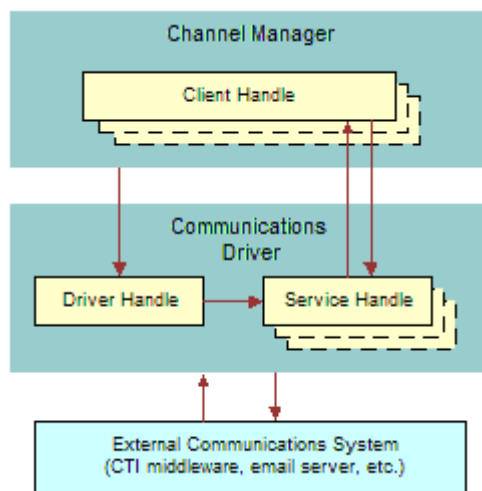 Channel Manager
Client Handle
Communications
Driver
Driver Handle
Service Handle
External Communications System
(CTI middleware, email server, etc.)